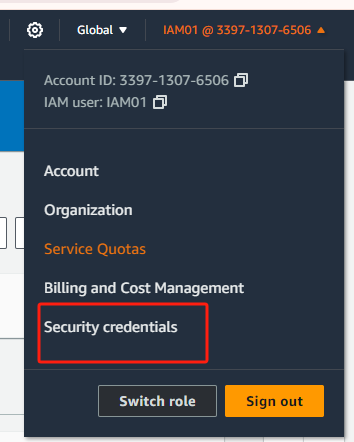 Global IAM01 @ 3397-1307-6506
Account ID: 3397-1307-6506
IAM user: IAM01
Account
Organization
Service Quotas
Billing and Cost Management
Security credentials
Switch role Sign out